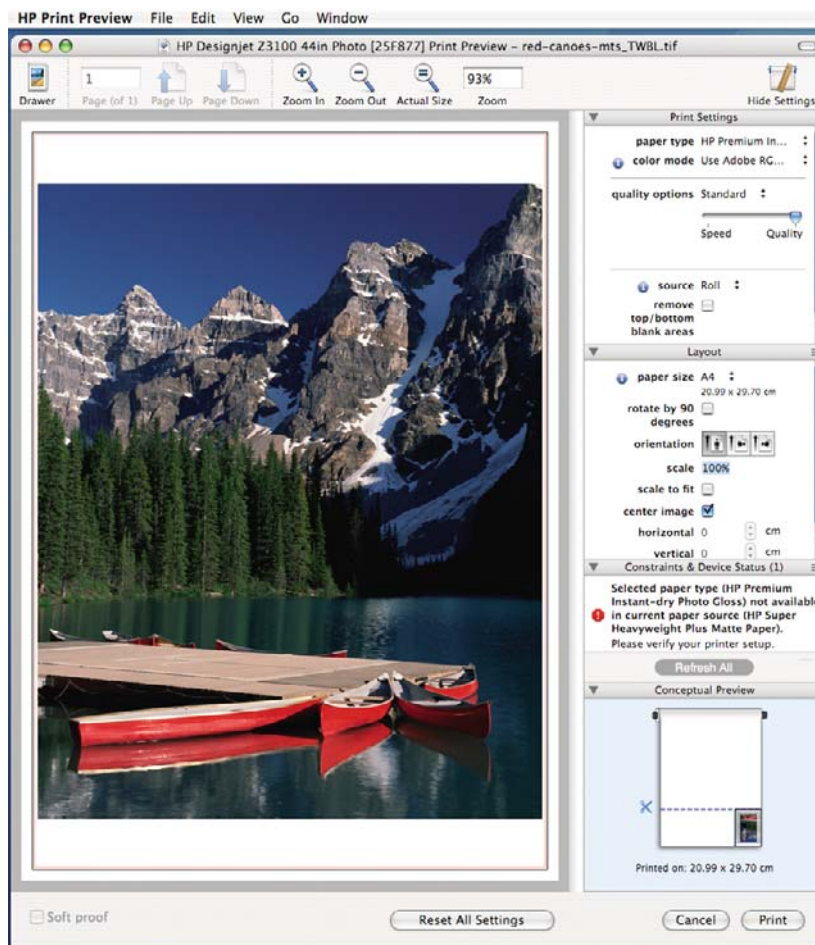 HP Print Preview File Edit View Go Window
HP Designjet Z3100 44in Photo [25F877] Print Preview – red-canoes-mts_TWBL.tif
1 93%
Drawer Page (of 1) Page Up Page Down Zoom In Zoom Out Actual Size Zoom Hide Settings
Print Settings
paper type HP Premium In...
color mode Use Adobe RG...
quality options Standard
Speed Quality
source Roll
remove
top/bottom
blank areas
Layout
paper size A4
20.99 x 29.70 cm
rotate by 90
degrees
orientation
scale 100%
scale to fit
center image
horizontal 0 cm
vertical 0 cm
Constraints & Device Status (1)
Selected paper type (HP Premium
Instant-dry Photo Gloss) not available
in current paper source (HP Super
Heavyweight Plus Matte Paper).
Please verify your printer setup.
Refresh All
Conceptual Preview
Printed on: 20.99 x 29.70 cm
Soft proof Reset All Settings Cancel Print